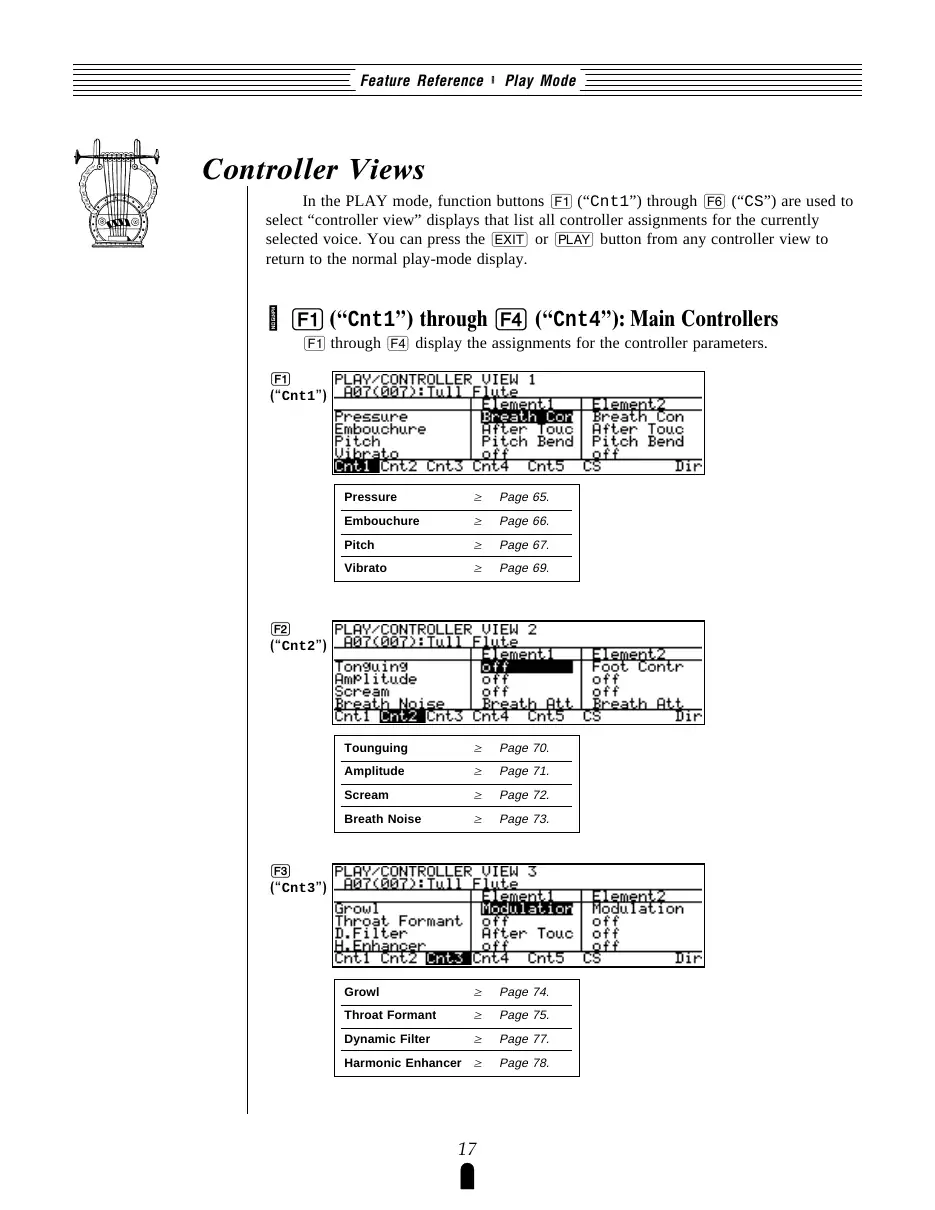 Feature Reference Play Mode
Controller Views
In the PLAY mode, function buttons F1 (“Cnt1”) through F6 (“CS”) are used to
select “controller view” displays that list all controller assignments for the currently
selected voice. You can press the EXIT or PLAY button from any controller view to
return to the normal play-mode display.
F1 (“Cnt1”) through F4 (“Cnt4”): Main Controllers
F1 through F4 display the assignments for the controller parameters.
F1
(“Cnt1”)
PLAY/CONTROLLER VIEW 1
A07(007):Tull Flute
Element1 Element2
Pressure Breath Con Breath Con
Embouchure After Touc After Touc
Pitch Pitch Bend Pitch Bend
Vibrato off off
Cnt1 Cnt2 Cnt3 Cnt4 Cnt5 CS Dir
Pressure ≥ Page 65.
Embouchure ≥ Page 66.
Pitch ≥ Page 67.
Vibrato ≥ Page 69.
F2
(“Cnt2”)
PLAY/CONTROLLER VIEW 2
A07(007):Tull Flute
Element1 Element2
Tonguing off Foot Contr
Amplitude off off
Scream off off
Breath Noise Breath Att Breath Att
Cnt1 Cnt2 Cnt3 Cnt4 Cnt5 CS Dir
Tounguing ≥ Page 70.
Amplitude ≥ Page 71.
Scream ≥ Page 72.
Breath Noise ≥ Page 73.
F3
(“Cnt3”)
PLAY/CONTROLLER VIEW 3
A07(007):Tull Flute
Element1 Element2
Growl Modulation Modulation
Throat Formant off off
D.Filter After Touc off
H.Enhancer off off
Cnt1 Cnt2 Cnt3 Cnt4 Cnt5 CS Dir
Growl ≥ Page 74.
Throat Formant ≥ Page 75.
Dynamic Filter ≥ Page 77.
Harmonic Enhancer ≥ Page 78.
17